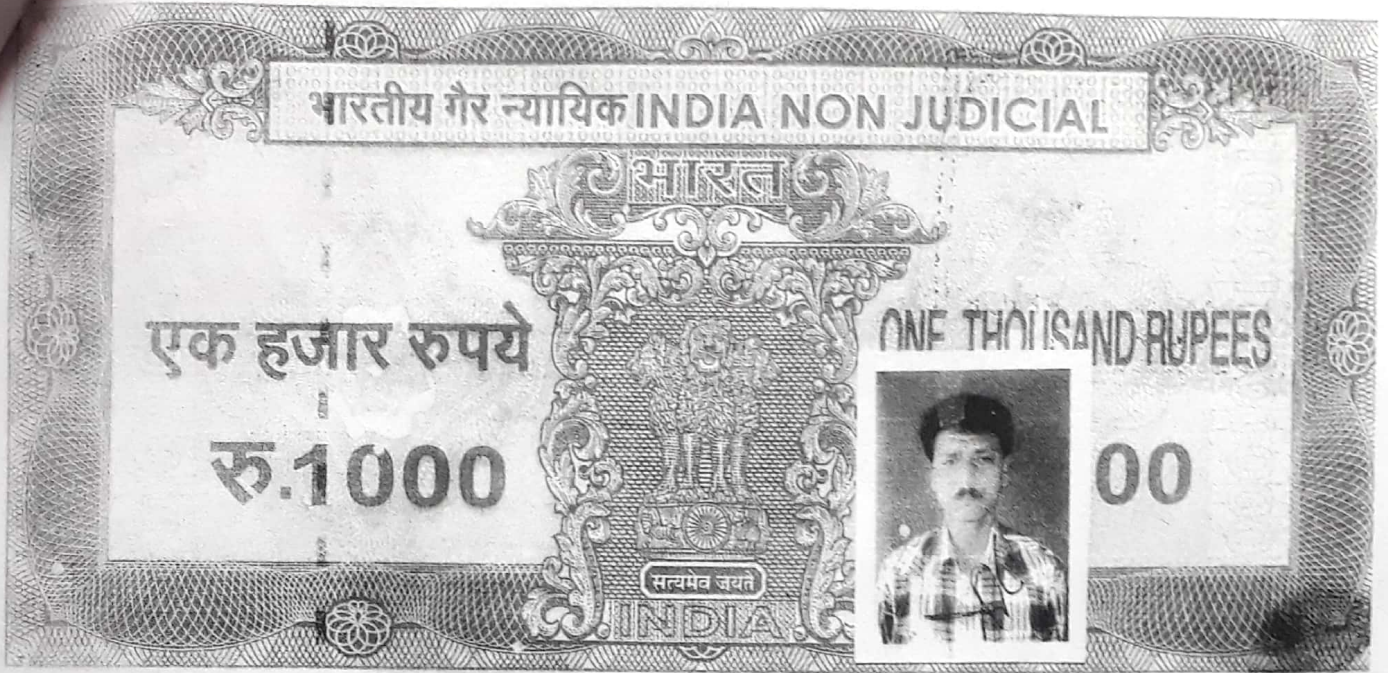 भारतीय गैर न्यायिक INDIA NON JUDICIAL
भारत
एक हजार रुपये
ONE THOUSAND RUPEES
रु.1000
00
सत्यमेव जयते
INDIA